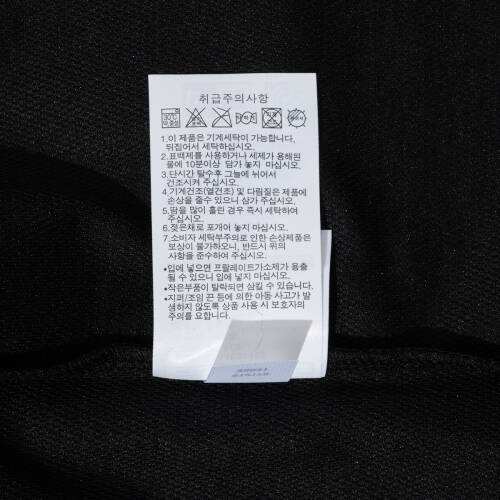 취급주의사항
30℃
1.이 제품은 기계세탁이 가능합니다,
뒤집어서 세탁하십시오.
2.표백제를 사용하거나 세제가 용해된
물에 10분이상 담가 놓지 마십시오.
3.단시간 탈수후 그늘에 뉘어서
건조시켜 주십시오.
4.기계건조(열건조) 및 다림질은 제품에
손상을 줄수 있으니 삼가 주십시오.
5.땀을 많이 흘린 경우 즉시 세탁하여
주십시오.
6.젖은채로 포개어 놓지 마십시오.
7.소비자 세탁부주의로 인한 손상제품은
보상이 불가하오니, 반드시 위의
사항을 준수하여 주십시오.
•입에 넣으면 프탈레이트가소제가 용출
될 수 있으니 입에 넣지 마십시오.
•작은부품이 탈락되면 삼킬 수 있습니다.
•지퍼/조임 끈 등에 의한 아동 사고가 발
생하지 않도록 상품 사용 시 보호자의
주의를 요합니다.